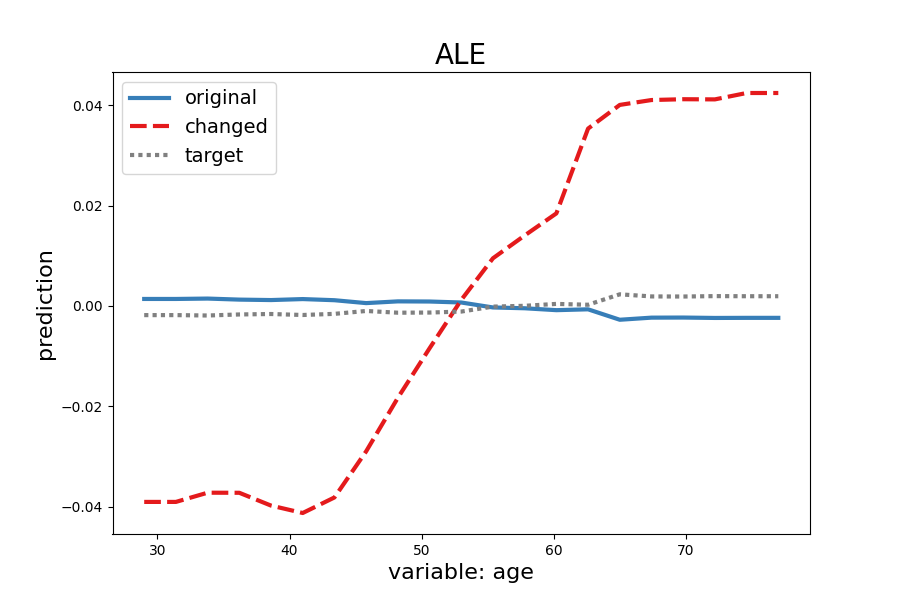 ALE
original
changed
target
prediction
0.04
0.02
0.00
−0.02
−0.04
30 40 50 60 70
variable: age